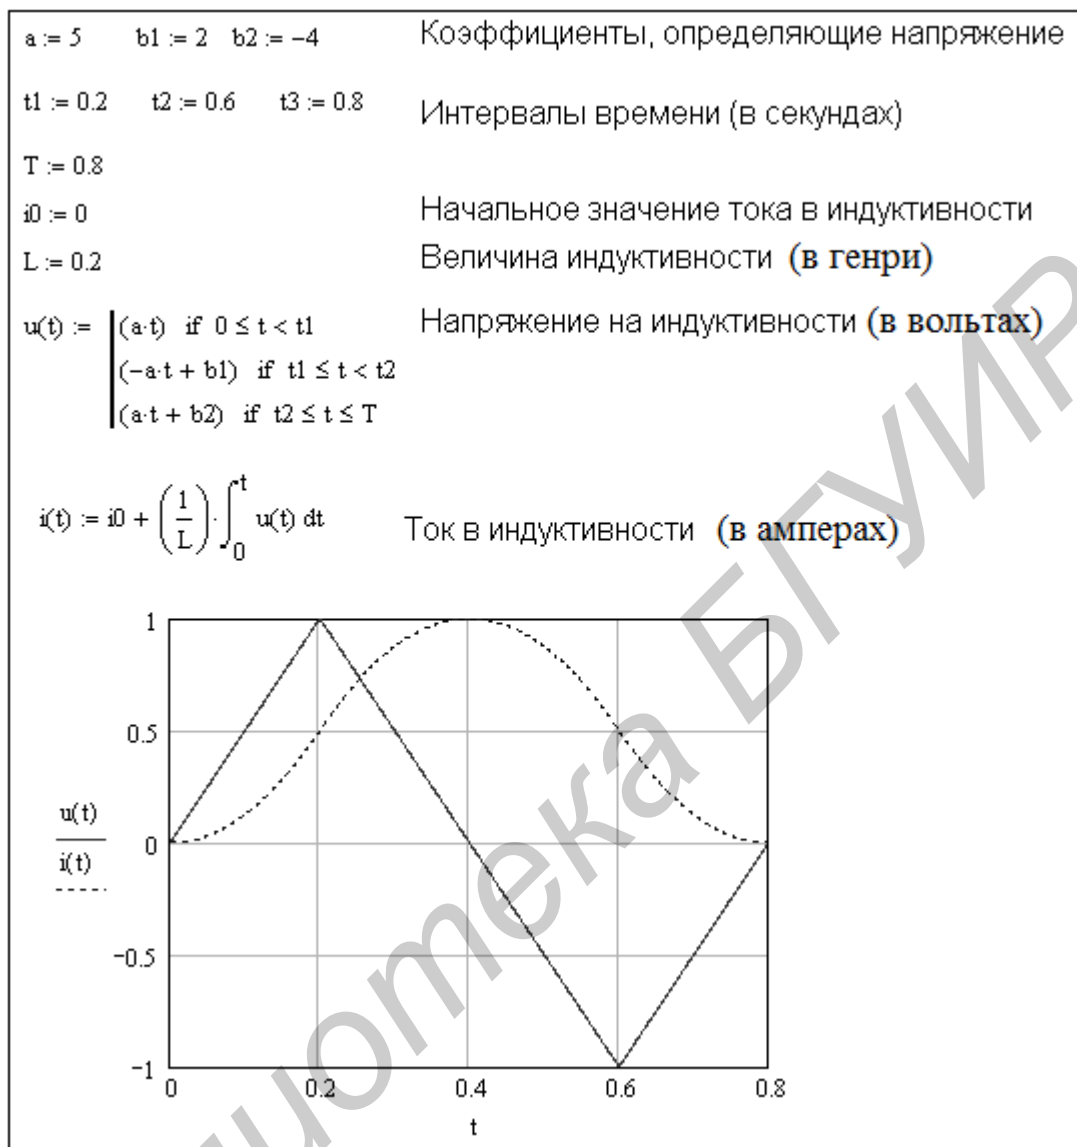 a := 5 b1 := 2 b2 := −4 Коэффициенты, определяющие напряжение
t1 := 0.2 t2 := 0.6 t3 := 0.8 Интервалы времени (в секундах)
T := 0.8
i0 := 0 Начальное значение тока в индуктивности
L := 0.2 Величина индуктивности (в генри)
u(t) := (a·t) if 0 ≤ t < t1 Напряжение на индуктивности (в вольтах)
(−a·t + b1) if t1 ≤ t < t2
(a·t + b2) if t2 ≤ t ≤ T
i(t) := i0 + (1/L) · ∫₀ᵗ u(t) dt Ток в индуктивности (в амперах)
1
0.5
u(t)
0
i(t)
−0.5
−1
0 0.2 0.4 0.6 0.8
t
иотека БГУИР